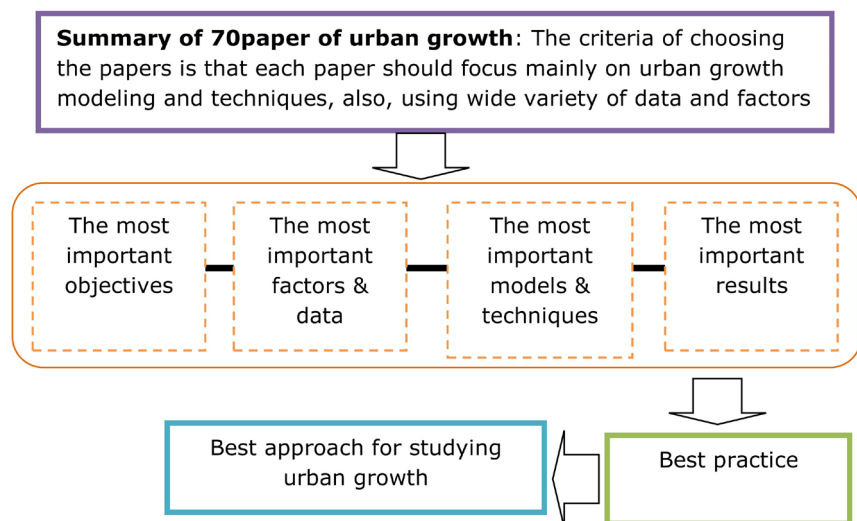 Summary of 70paper of urban growth: The criteria of choosing
the papers is that each paper should focus mainly on urban growth
modeling and techniques, also, using wide variety of data and factors
The most
important
objectives
The most
important
factors &
data
The most
important
models &
techniques
The most
important
results
Best approach for studying
urban growth
Best practice